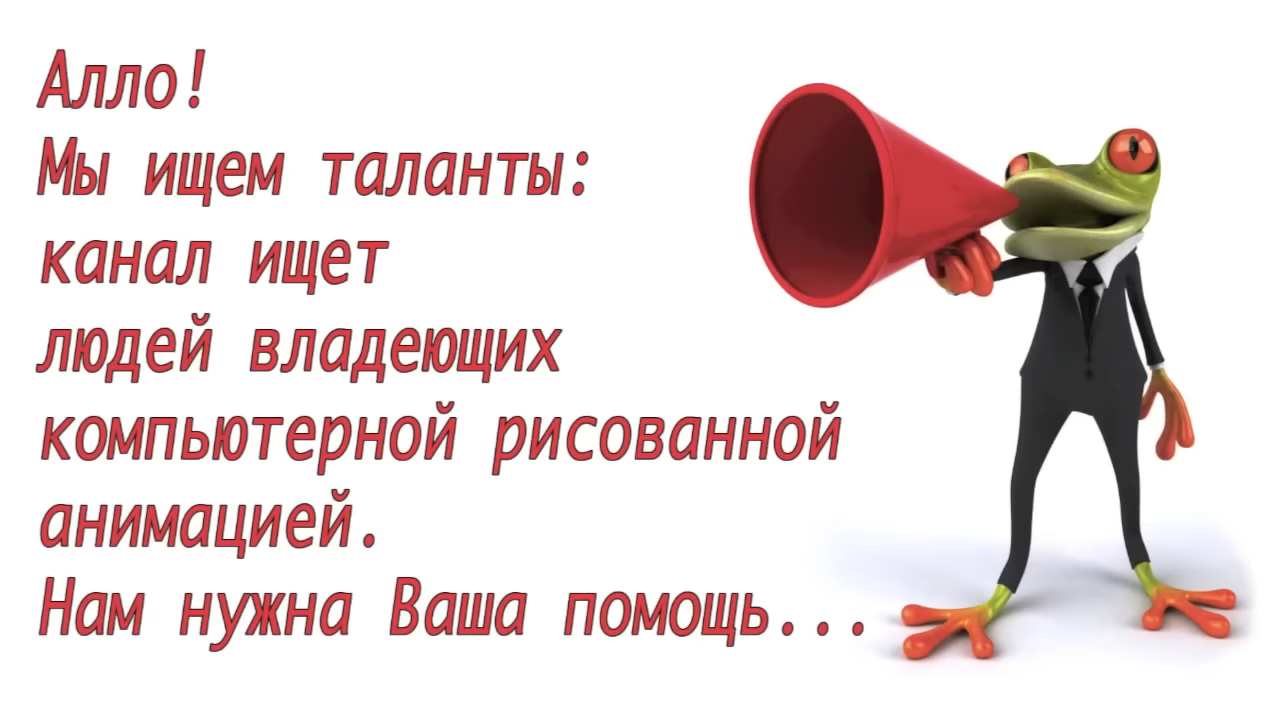 Алло!
Мы ищем таланты:
канал ищет
людей владеющих
компьютерной рисованной
анимацией.
Нам нужна Ваша помощь...